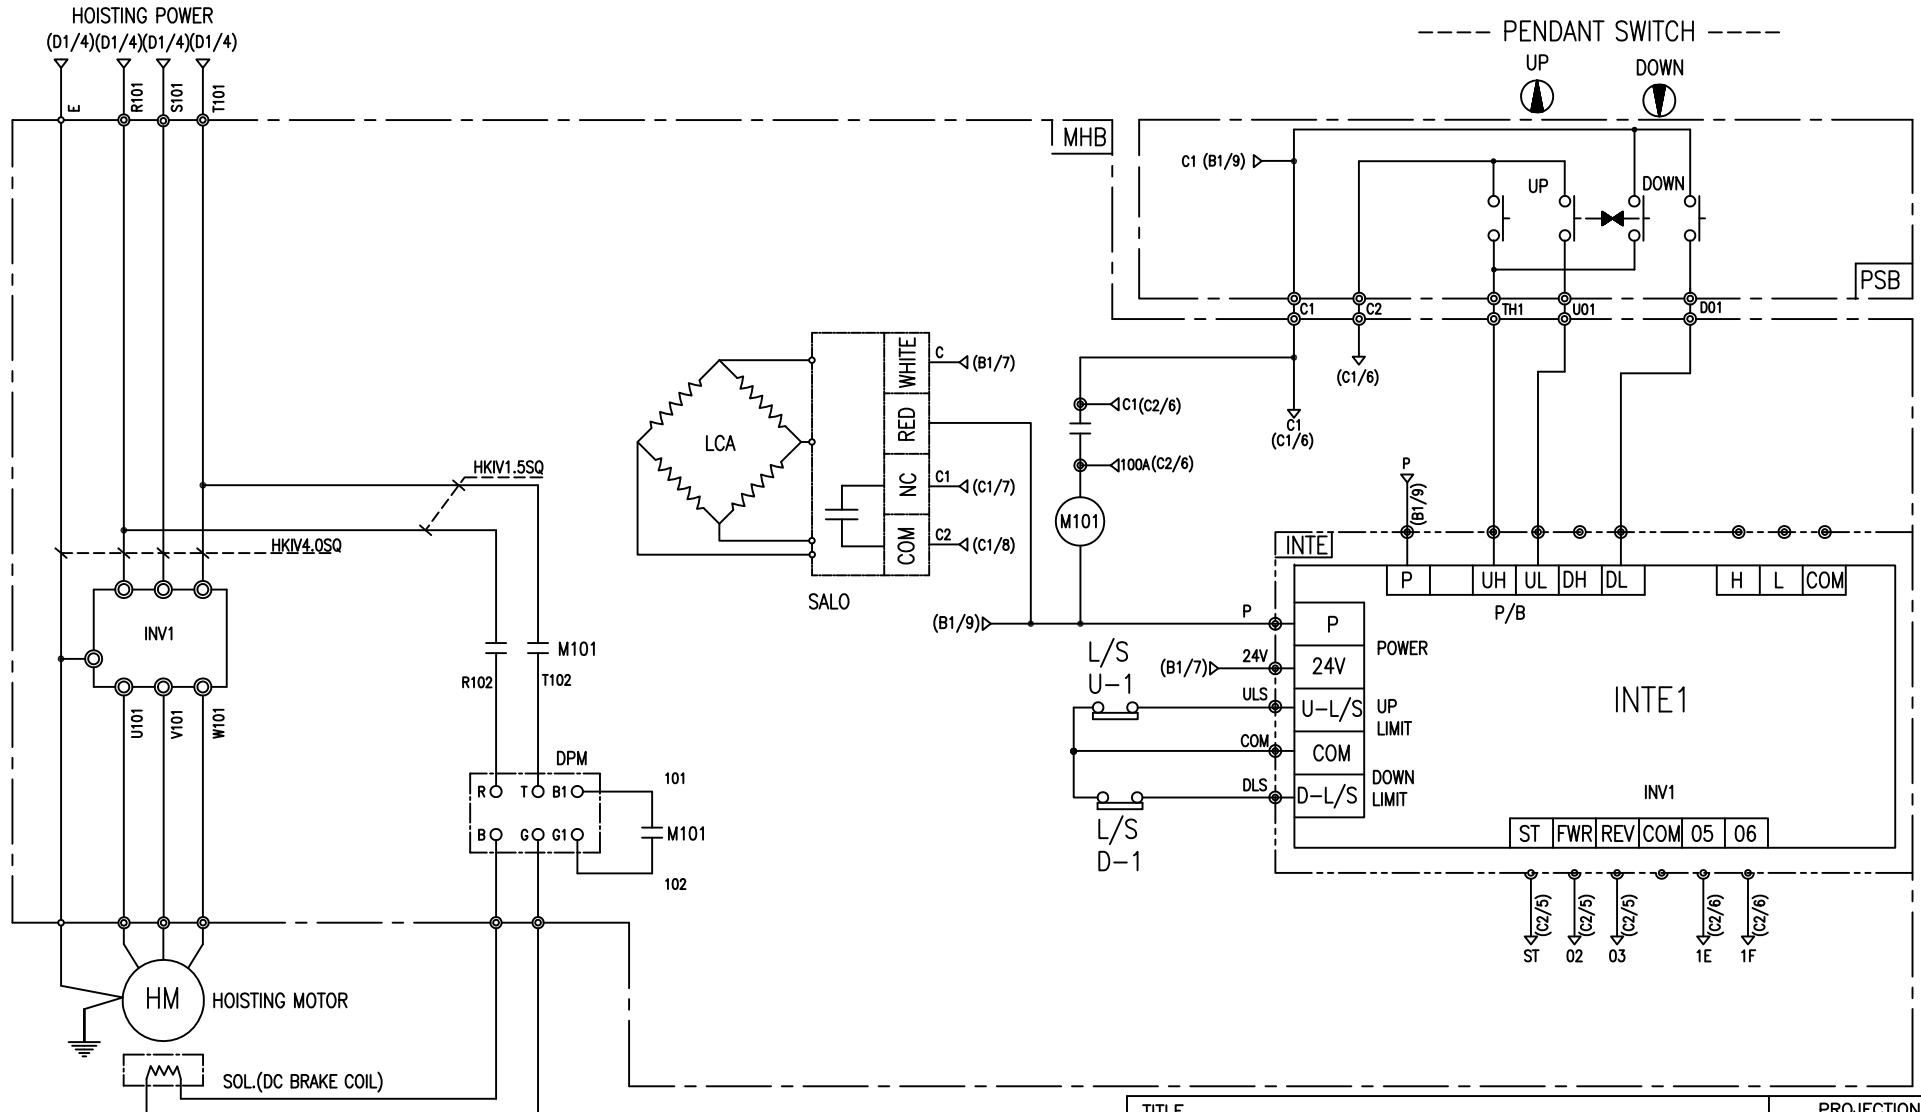 HOISTING POWER
(D1/4)(D1/4)(D1/4)(D1/4)
E
R101
S101
T101
---- PENDANT SWITCH ----
UP
DOWN
MHB
C1 (B1/9)
UP
DOWN
PSB
C1
C2
TH1
U01
D01
(C1/6)
C1
(C1/6)
C1(C2/6)
100A(C2/6)
M101
LCA
WHITE
RED
NC
COM
C
(B1/7)
C1
(C1/7)
C2
(C1/8)
SALO
HKIV1.5SQ
HKIV4.0SQ
INV1
U101
V101
W101
R102
T102
M101
DPM
R
T
B1
B
G
G1
101
M101
102
P
(B1/9)
INTE
P
UH
UL
DH
DL
H
L
COM
P/B
(B1/9)
P
P
POWER
(B1/7)
24V
24V
L/S
U-1
ULS
U-L/S
UP
LIMIT
COM
COM
DLS
D-L/S
DOWN
LIMIT
L/S
D-1
INTE1
INV1
ST
FWR
REV
COM
05
06
(C2/5)
(C2/5)
(C2/5)
(C2/6)
(C2/6)
ST
02
03
1E
1F
HM
HOISTING MOTOR
SOL.(DC BRAKE COIL)
TITLE
PROJECTION